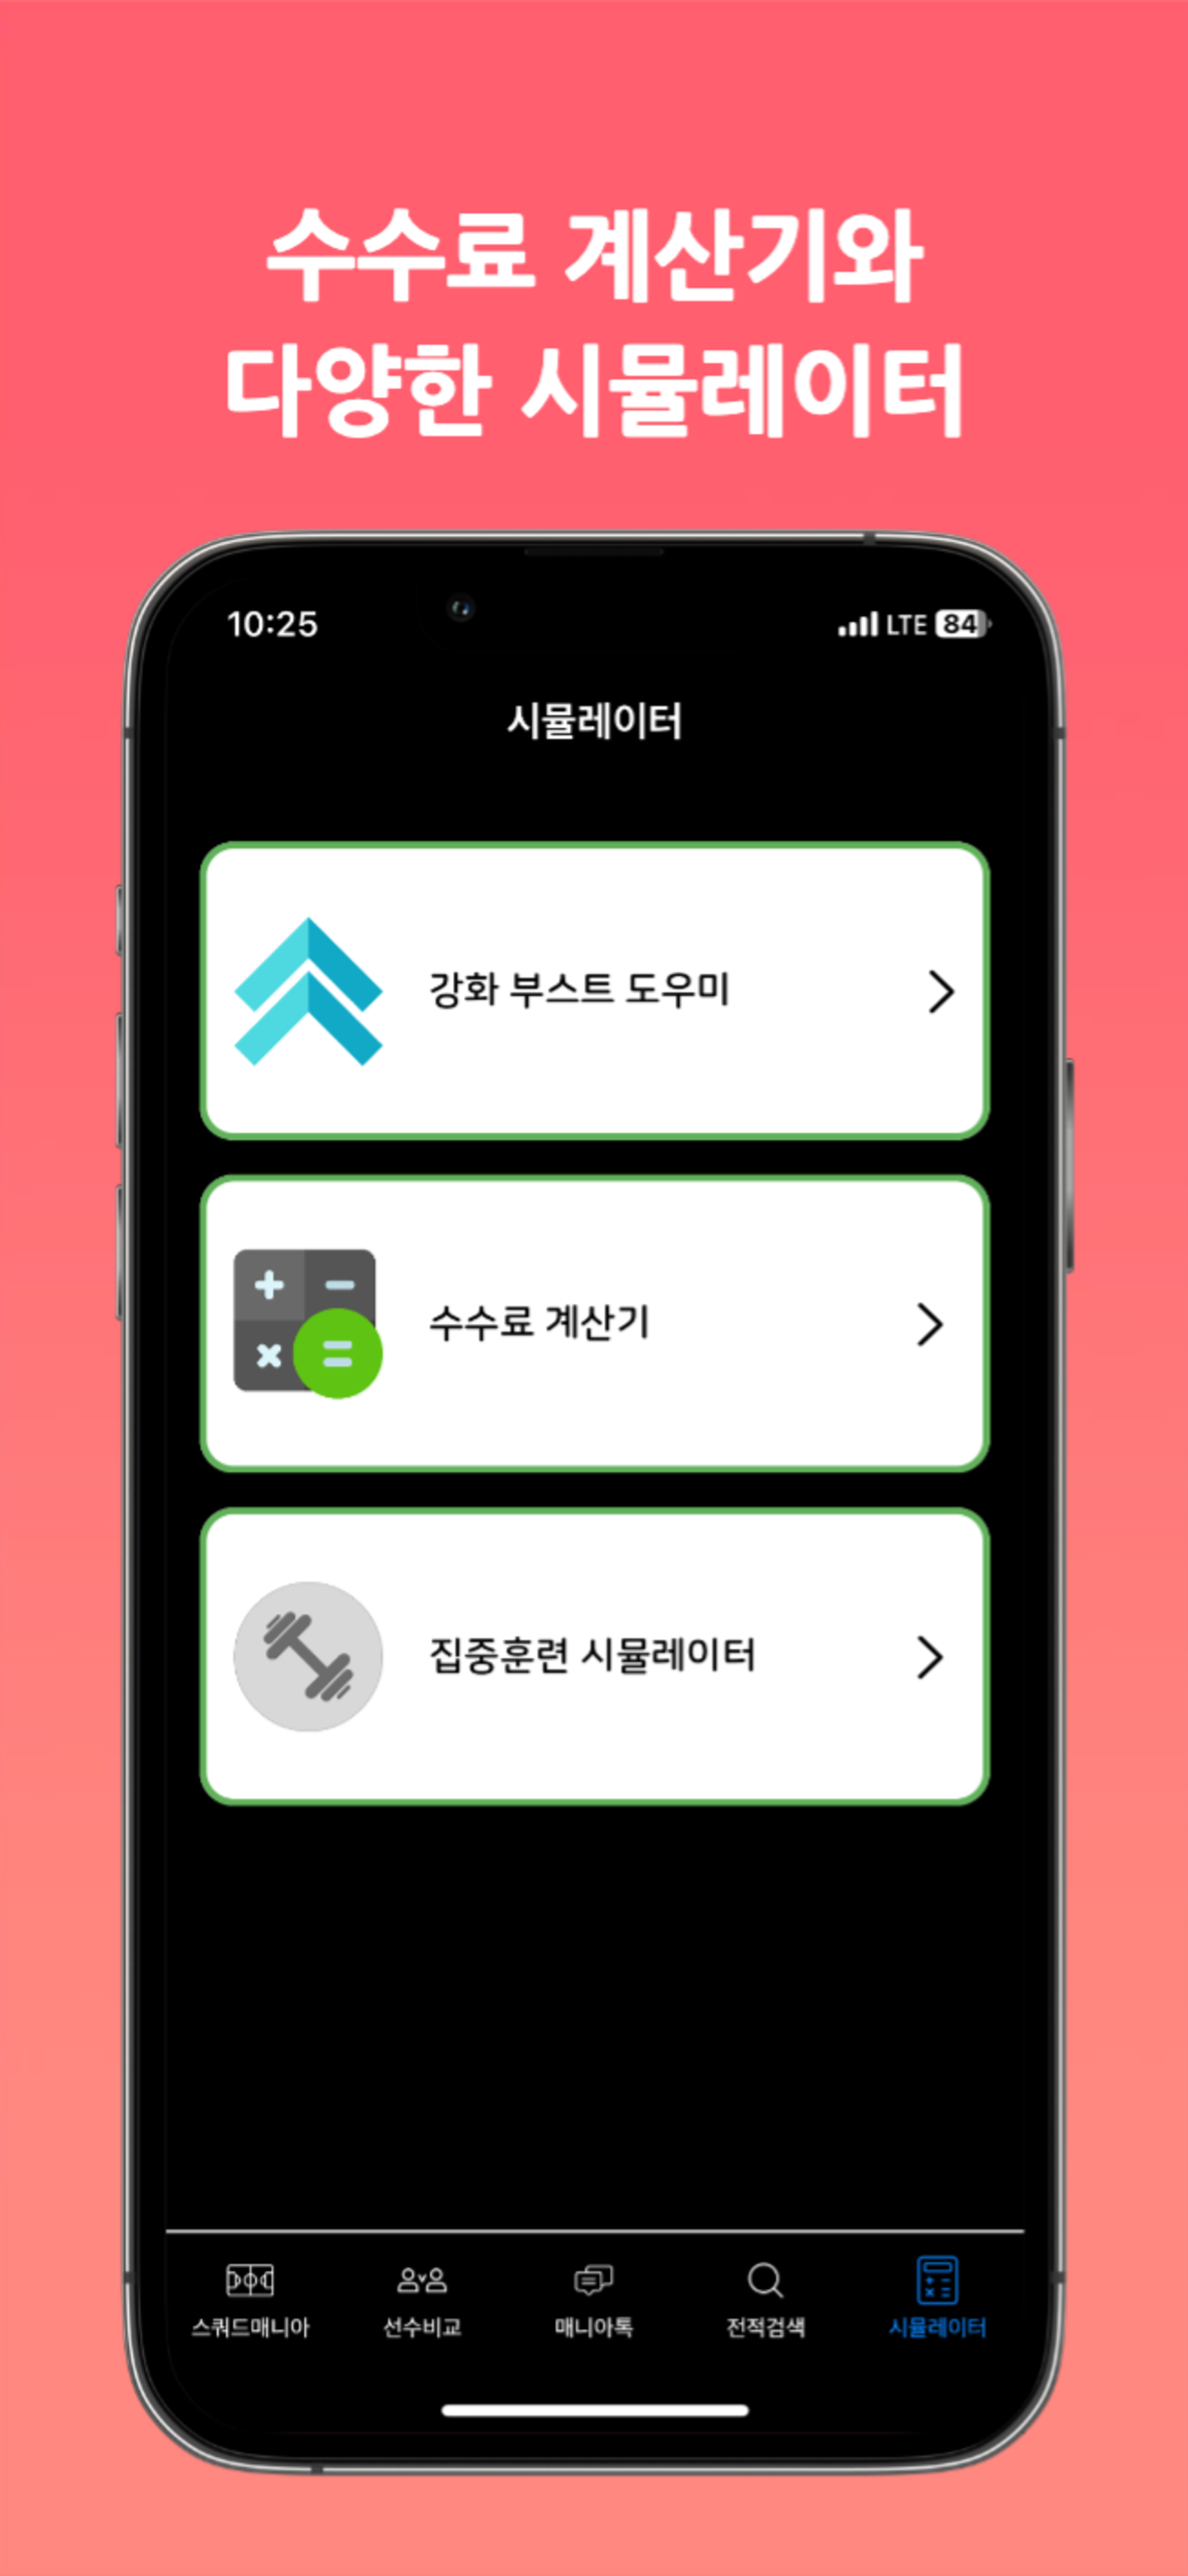 수수료 계산기와
다양한 시뮬레이터
10:25
LTE 84
시뮬레이터
강화 부스트 도우미
수수료 계산기
집중훈련 시뮬레이터
스쿼드매니아
선수비교
매니아톡
전적검색
시뮬레이터